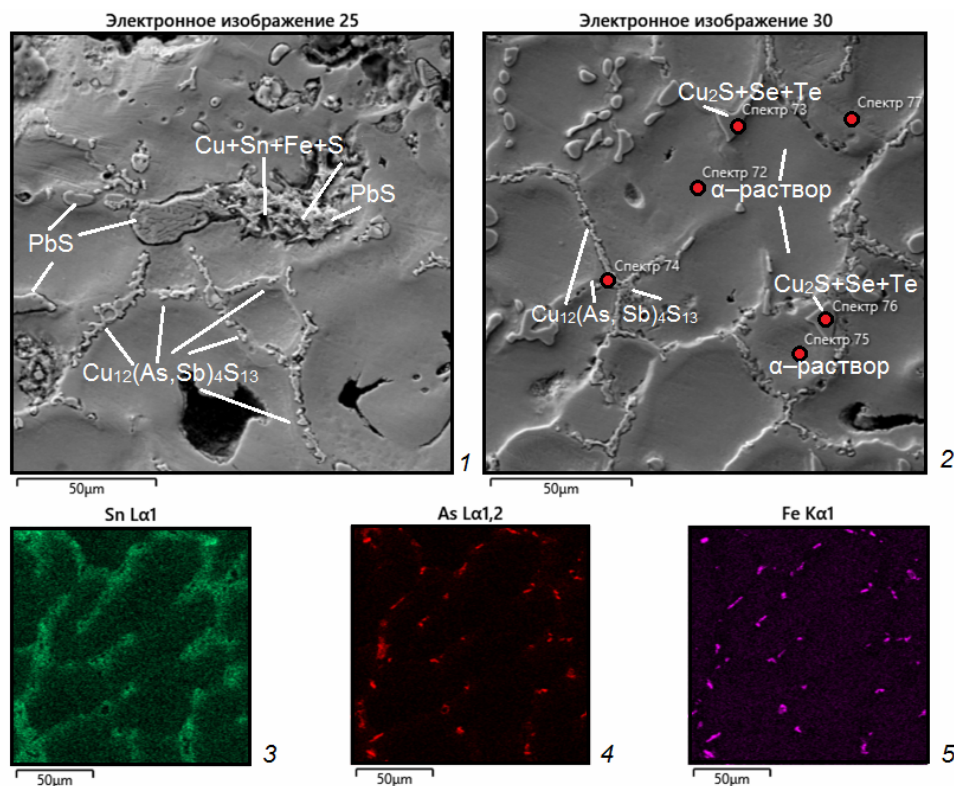 Электронное изображение 25
Cu+Sn+Fe+S
PbS
PbS
Cu₁₂(As,Sb)₄S₁₃
50μm
1
Электронное изображение 30
Cu₂S+Se+Te
Спектр 73
Спектр 77
Спектр 72
α–раствор
Спектр 74
Cu₁₂(As, Sb)₄S₁₃
Cu₂S+Se+Te
Спектр 76
Спектр 75
α–раствор
50μm
2
Sn Lα1
50μm
3
As Lα1,2
50μm
4
Fe Kα1
50μm
5